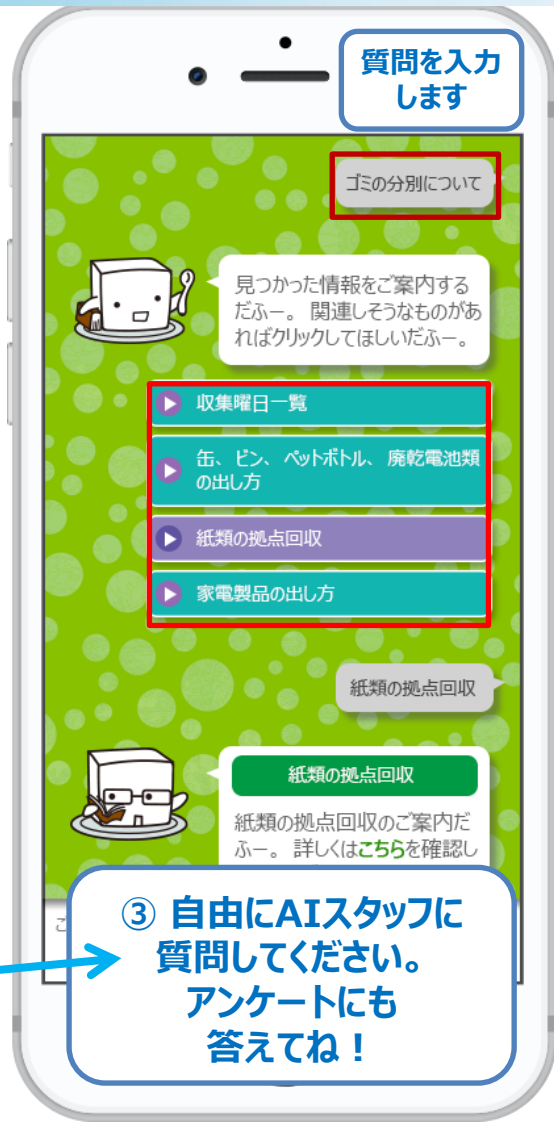 質問を入力
します
ゴミの分別について
見つかった情報をご案内する
だふー。 関連しそうなものがあ
ればクリックしてほしいだふー。
収集曜日一覧
缶、ビン、ペットボトル、廃乾電池類
の出し方
紙類の拠点回収
家電製品の出し方
紙類の拠点回収
紙類の拠点回収
紙類の拠点回収のご案内だ
ふー。 詳しくはこちらを確認し
③ 自由にAIスタッフに
質問してください。
アンケートにも
答えてね！